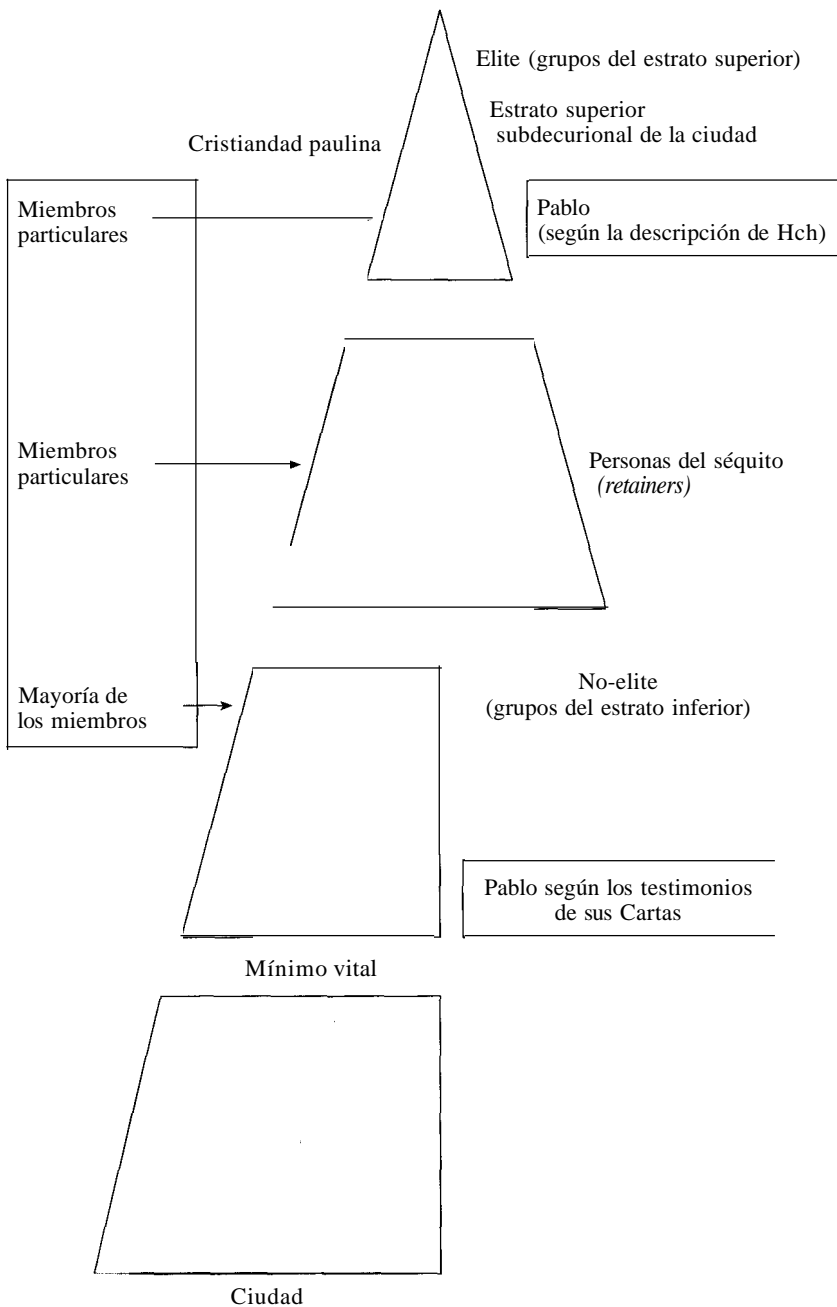 Elite (grupos del estrato superior)
Estrato superior
subdecurional de la ciudad
Cristiandad paulina
Miembros
particulares
Pablo
(según la descripción de Hch)
Miembros
particulares
Personas del séquito
(retainers)
Mayoría de
los miembros
No-elite
(grupos del estrato inferior)
Pablo según los testimonios
de sus Cartas
Mínimo vital
Ciudad